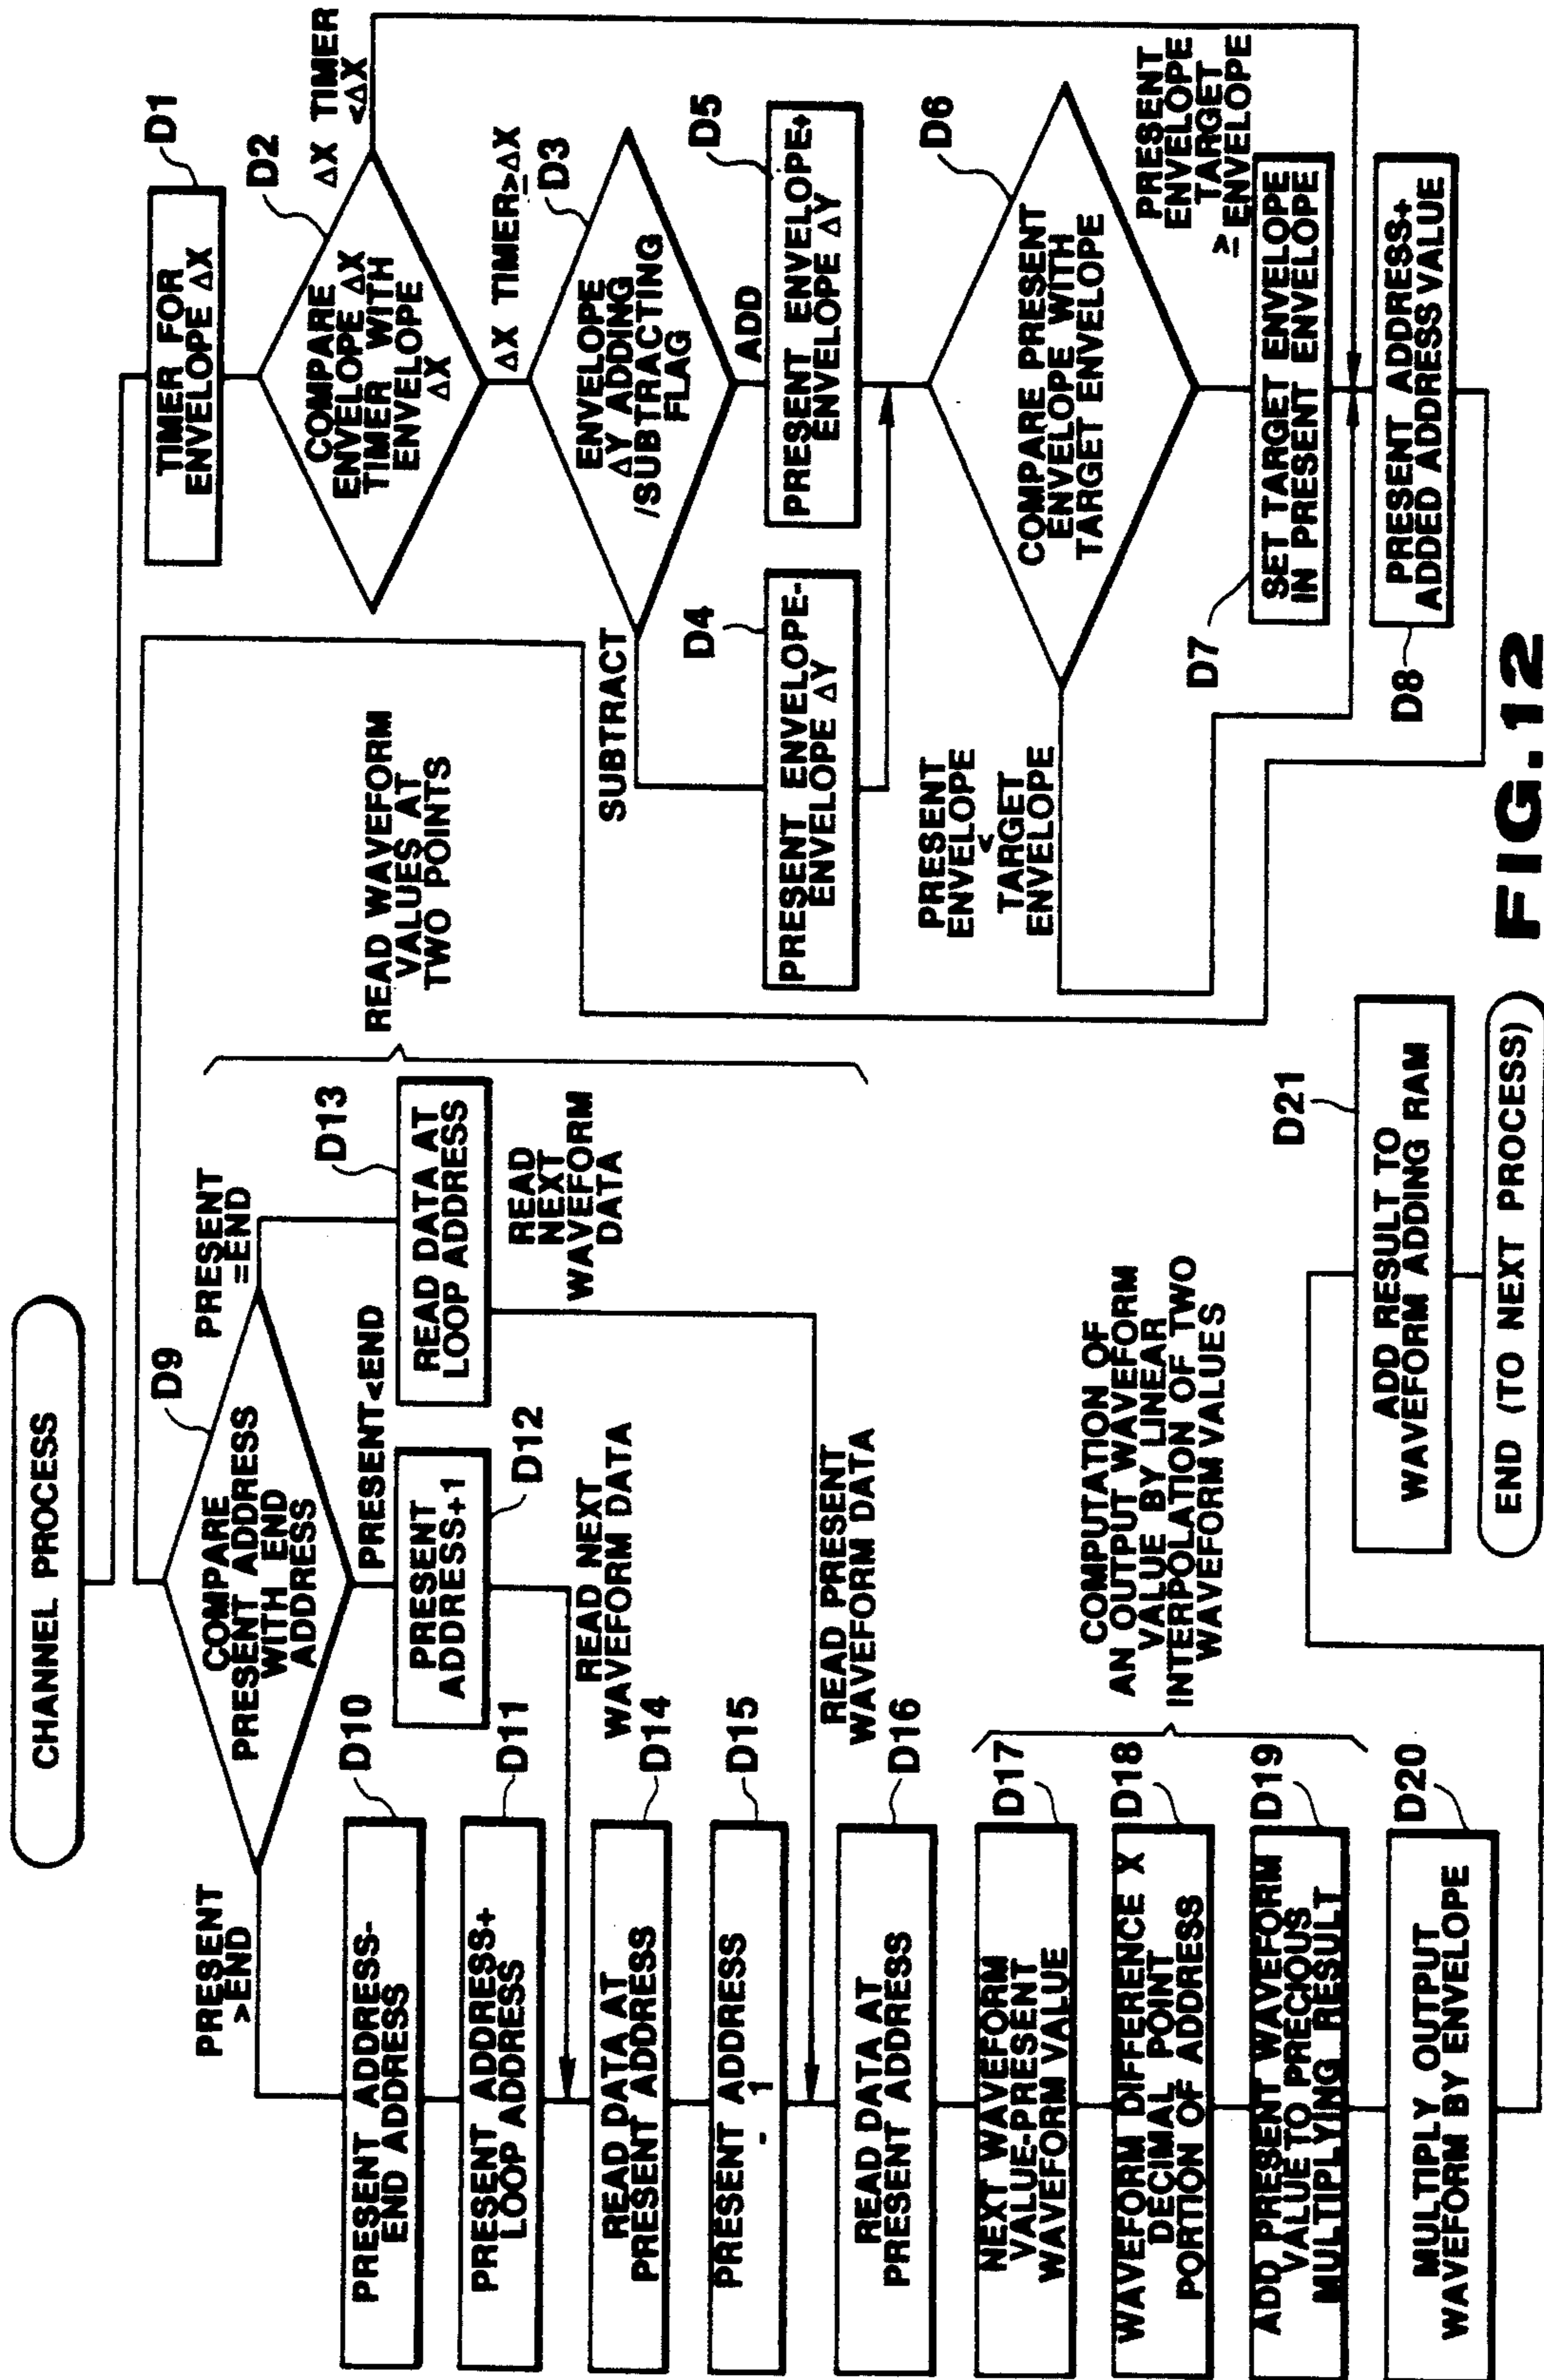 CHANNEL PROCESS
TIMER FOR
ENVELOPE ΔX
D1
COMPARE
ENVELOPE ΔX
TIMER WITH
ENVELOPE
ΔX
D2
ΔX TIMER
<ΔX
ΔX TIMER≥ΔX
ENVELOPE
ΔY ADDING
/SUBTRACTING
FLAG
D3
SUBTRACT
ADD
D4
PRESENT ENVELOPE-
ENVELOPE ΔY
D5
PRESENT ENVELOPE+
ENVELOPE ΔY
COMPARE PRESENT
ENVELOPE WITH
TARGET ENVELOPE
D6
PRESENT
ENVELOPE
<
TARGET
ENVELOPE
PRESENT
ENVELOPE
≥ TARGET
ENVELOPE
D7
SET TARGET ENVELOPE
IN PRESENT ENVELOPE
D8
PRESENT ADDRESS+
ADDED ADDRESS VALUE
COMPARE
PRESENT ADDRESS
WITH END
ADDRESS
D9
PRESENT
>END
PRESENT<END
PRESENT
=END
PRESENT ADDRESS-
END ADDRESS
D10
PRESENT ADDRESS+
LOOP ADDRESS
D11
PRESENT
ADDRESS+1
D12
READ DATA AT
LOOP ADDRESS
D13
READ
NEXT
WAVEFORM
DATA
READ WAVEFORM
VALUES AT
TWO POINTS
READ NEXT
WAVEFORM DATA
READ DATA AT
PRESENT ADDRESS
D14
PRESENT ADDRESS
- 1
D15
READ PRESENT
WAVEFORM DATA
READ DATA AT
PRESENT ADDRESS
D16
NEXT WAVEFORM
VALUE-PRESENT
WAVEFORM VALUE
D17
WAVEFORM DIFFERENCE X
DECIMAL POINT
PORTION OF ADDRESS
D18
ADD PRESENT WAVEFORM
VALUE TO PRECIOUS
MULTIPLYING RESULT
D19
COMPUTATION OF
AN OUTPUT WAVEFORM
VALUE BY LINEAR
INTERPOLATION OF TWO
WAVEFORM VALUES
MULTIPLY OUTPUT
WAVEFORM BY ENVELOPE
D20
ADD RESULT TO
WAVEFORM ADDING RAM
D21
END (TO NEXT PROCESS)
FIG.12